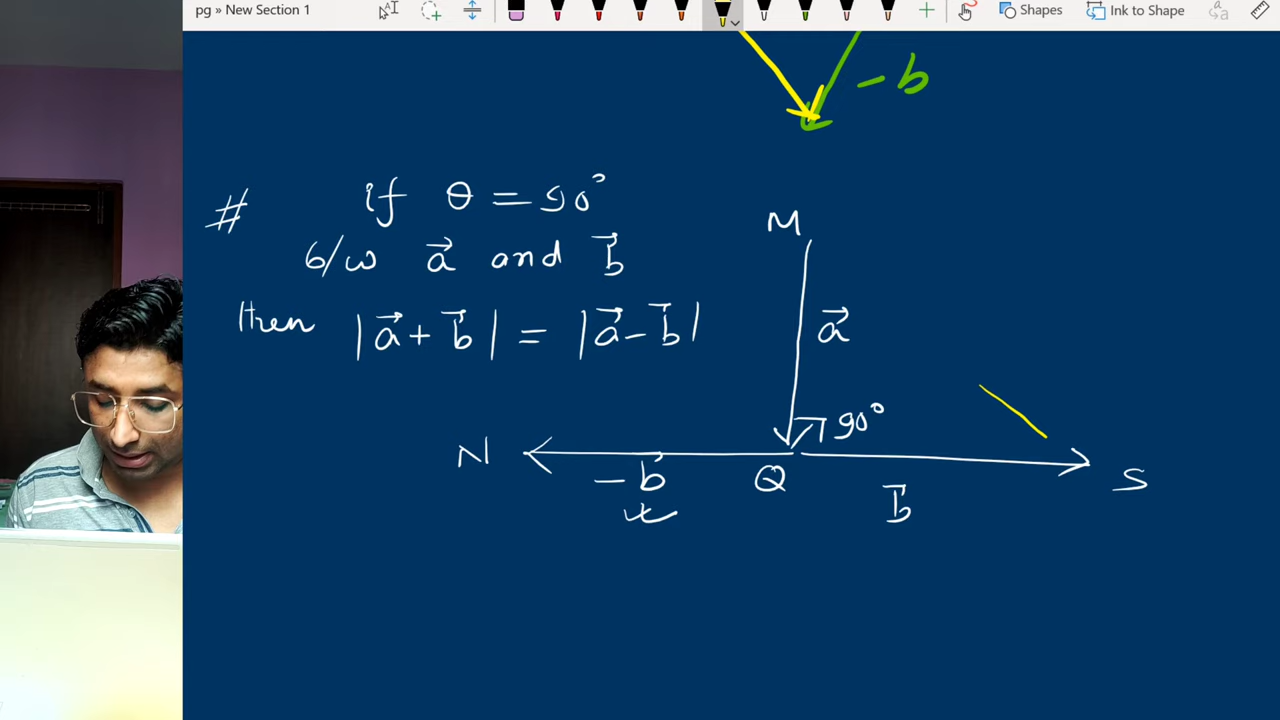 pg » New Section 1
Shapes
Ink to Shape
-b
# if θ = 90°
b/w a⃗ and b⃗
then |a⃗ + b⃗| = |a⃗ - b⃗|
M
a⃗
90°
N
-b⃗
Q
b⃗
S